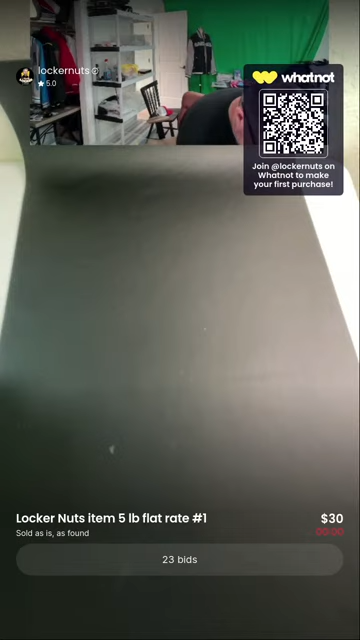 lockernuts
5.0
whatnot
Join @lockernuts on
Whatnot to make
your first purchase!
Locker Nuts item 5 lb flat rate #1
$30
Sold as is, as found
00:00
23 bids